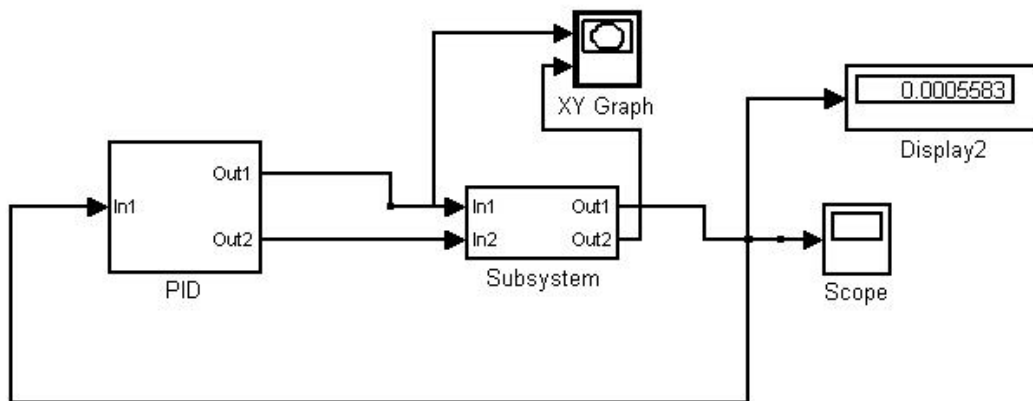 XY Graph
0.0005583
Display2
In1
Out1
Out2
PID
In1
In2
Out1
Out2
Subsystem
Scope